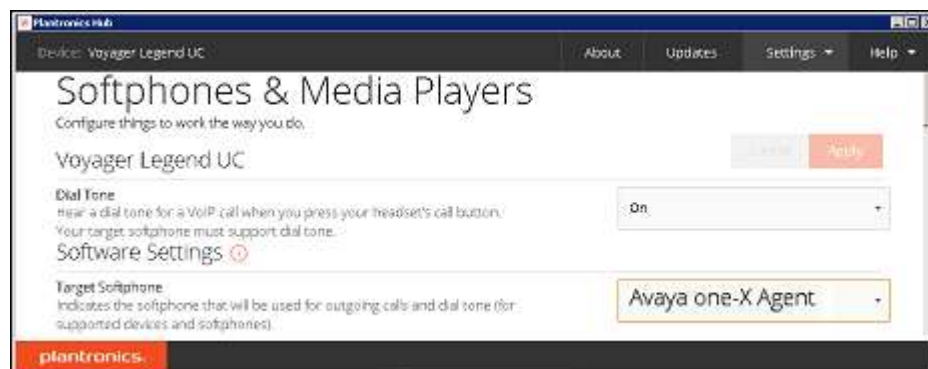 Plantronics Hub
Device: Voyager Legend UC
About Updates Settings Help
Softphones & Media Players
Configure things to work the way you do.
Voyager Legend UC
Apply
Dial Tone
Hear a dial tone for a VoIP call when you press your headset's call button.
Your target softphone must support dial tone.
On
Software Settings
Target Softphone
Indicates the softphone that will be used for outgoing calls and dial tone (for
supported devices and softphones).
Avaya one-X Agent
plantronics.